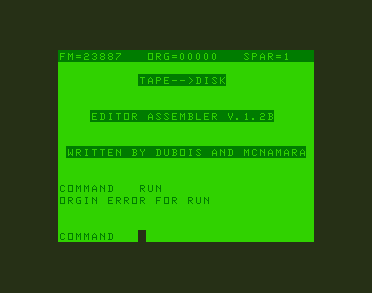 FM=23887 ORG=00000 SPAR=1
TAPE-->DISK
EDITOR ASSEMBLER V.1.2B
WRITTEN BY DUBOIS AND MCNAMARA
COMMAND RUN
ORGIN ERROR FOR RUN
COMMAND